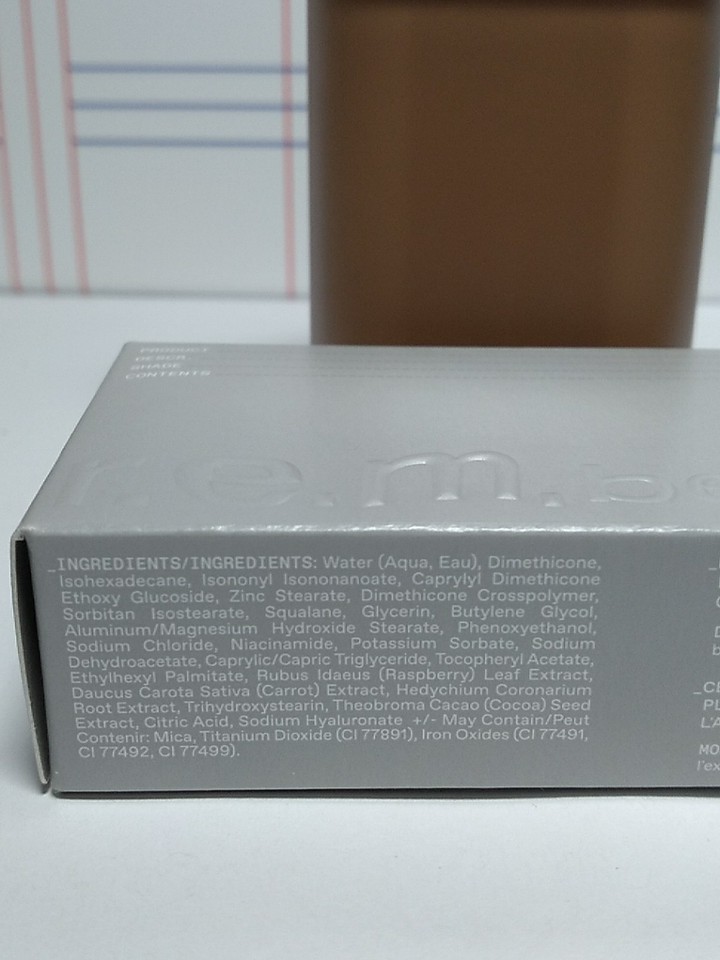 PRODUCT
DESCR.
SHADE
CONTENTS
r.e.m.be
_INGREDIENTS/INGREDIENTS: Water (Aqua, Eau), Dimethicone,
Isohexadecane, Isononyl Isononanoate, Caprylyl Dimethicone
Ethoxy Glucoside, Zinc Stearate, Dimethicone Crosspolymer,
Sorbitan Isostearate, Squalane, Glycerin, Butylene Glycol,
Aluminum/Magnesium Hydroxide Stearate, Phenoxyethanol,
Sodium Chloride, Niacinamide, Potassium Sorbate, Sodium
Dehydroacetate, Caprylic/Capric Triglyceride, Tocopheryl Acetate,
Ethylhexyl Palmitate, Rubus Idaeus (Raspberry) Leaf Extract,
Daucus Carota Sativa (Carrot) Extract, Hedychium Coronarium
Root Extract, Trihydroxystearin, Theobroma Cacao (Cocoa) Seed
Extract, Citric Acid, Sodium Hyaluronate +/- May Contain/Peut
Contenir: Mica, Titanium Dioxide (CI 77891), Iron Oxides (CI 77491,
CI 77492, CI 77499).